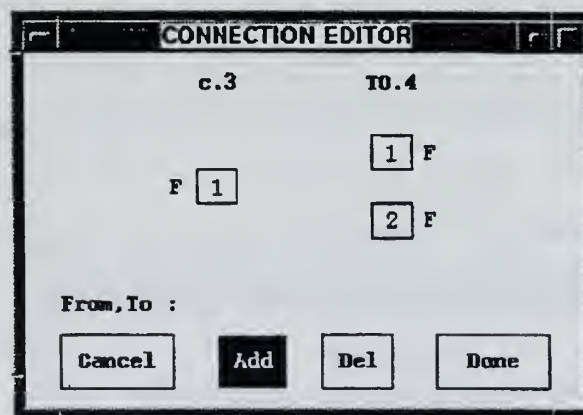 CONNECTION EDITOR
c.3 TO.4
1 F
F 1
2 F
From,To :
Cancel Add Del Done